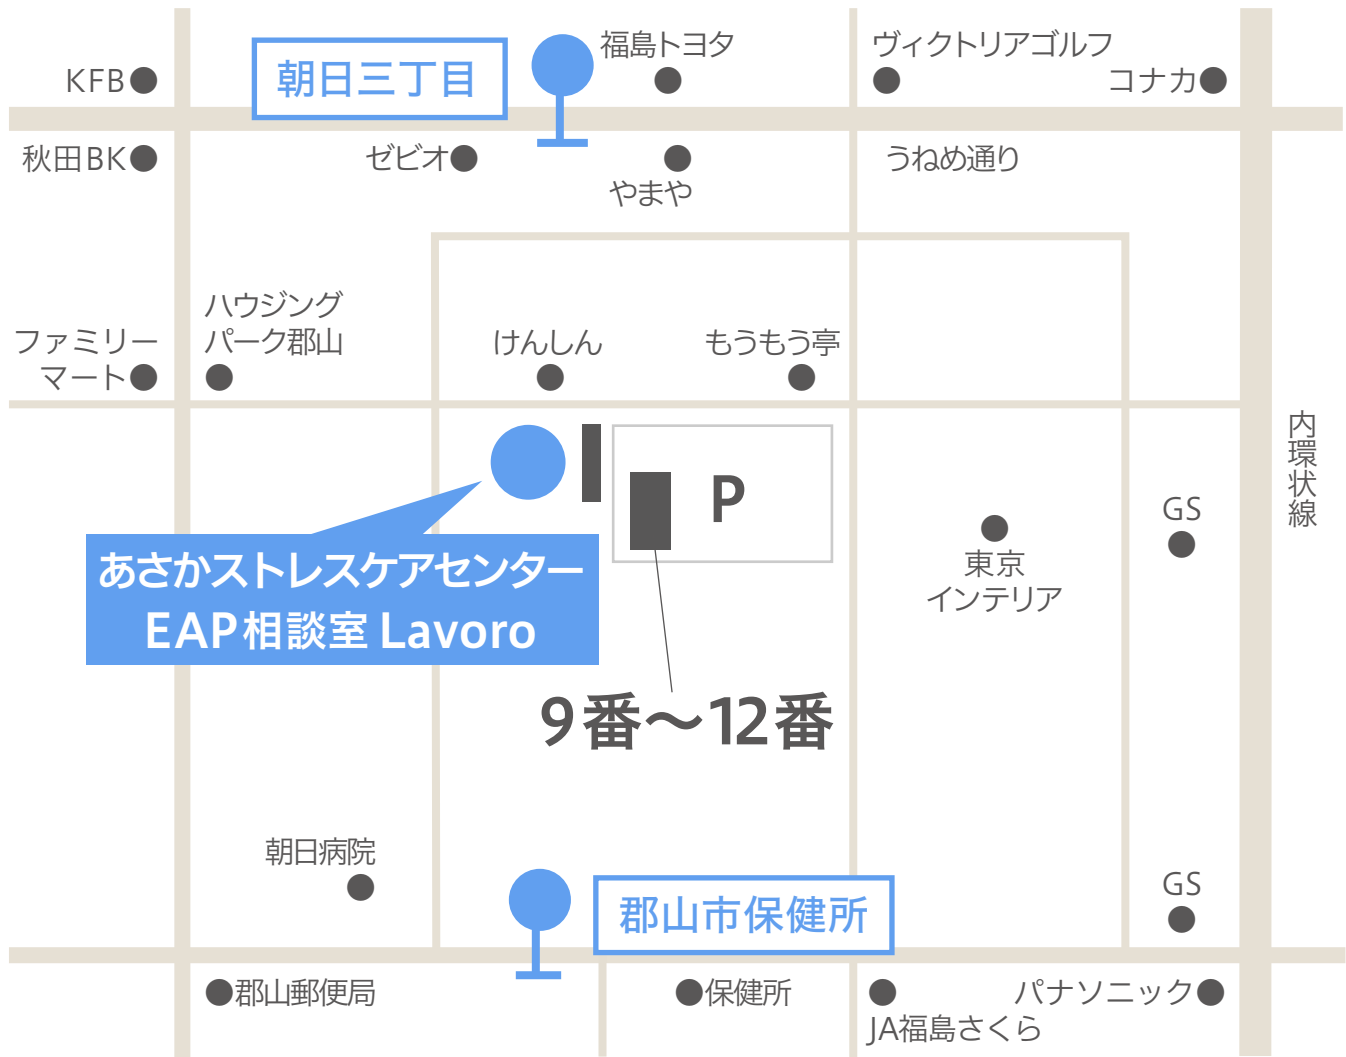 福島トヨタ
ヴィクトリアゴルフ
朝日三丁目
KFB
コナカ
秋田BK
ゼビオ
うねめ通り
やまや
ハウジング
パーク郡山
ファミリー
マート
けんしん
もうもう亭
内環状線
P
GS
東京
インテリア
あさかストレスケアセンター
EAP相談室 Lavoro
9番～12番
朝日病院
GS
郡山市保健所
郡山郵便局
保健所
パナソニック
JA福島さくら